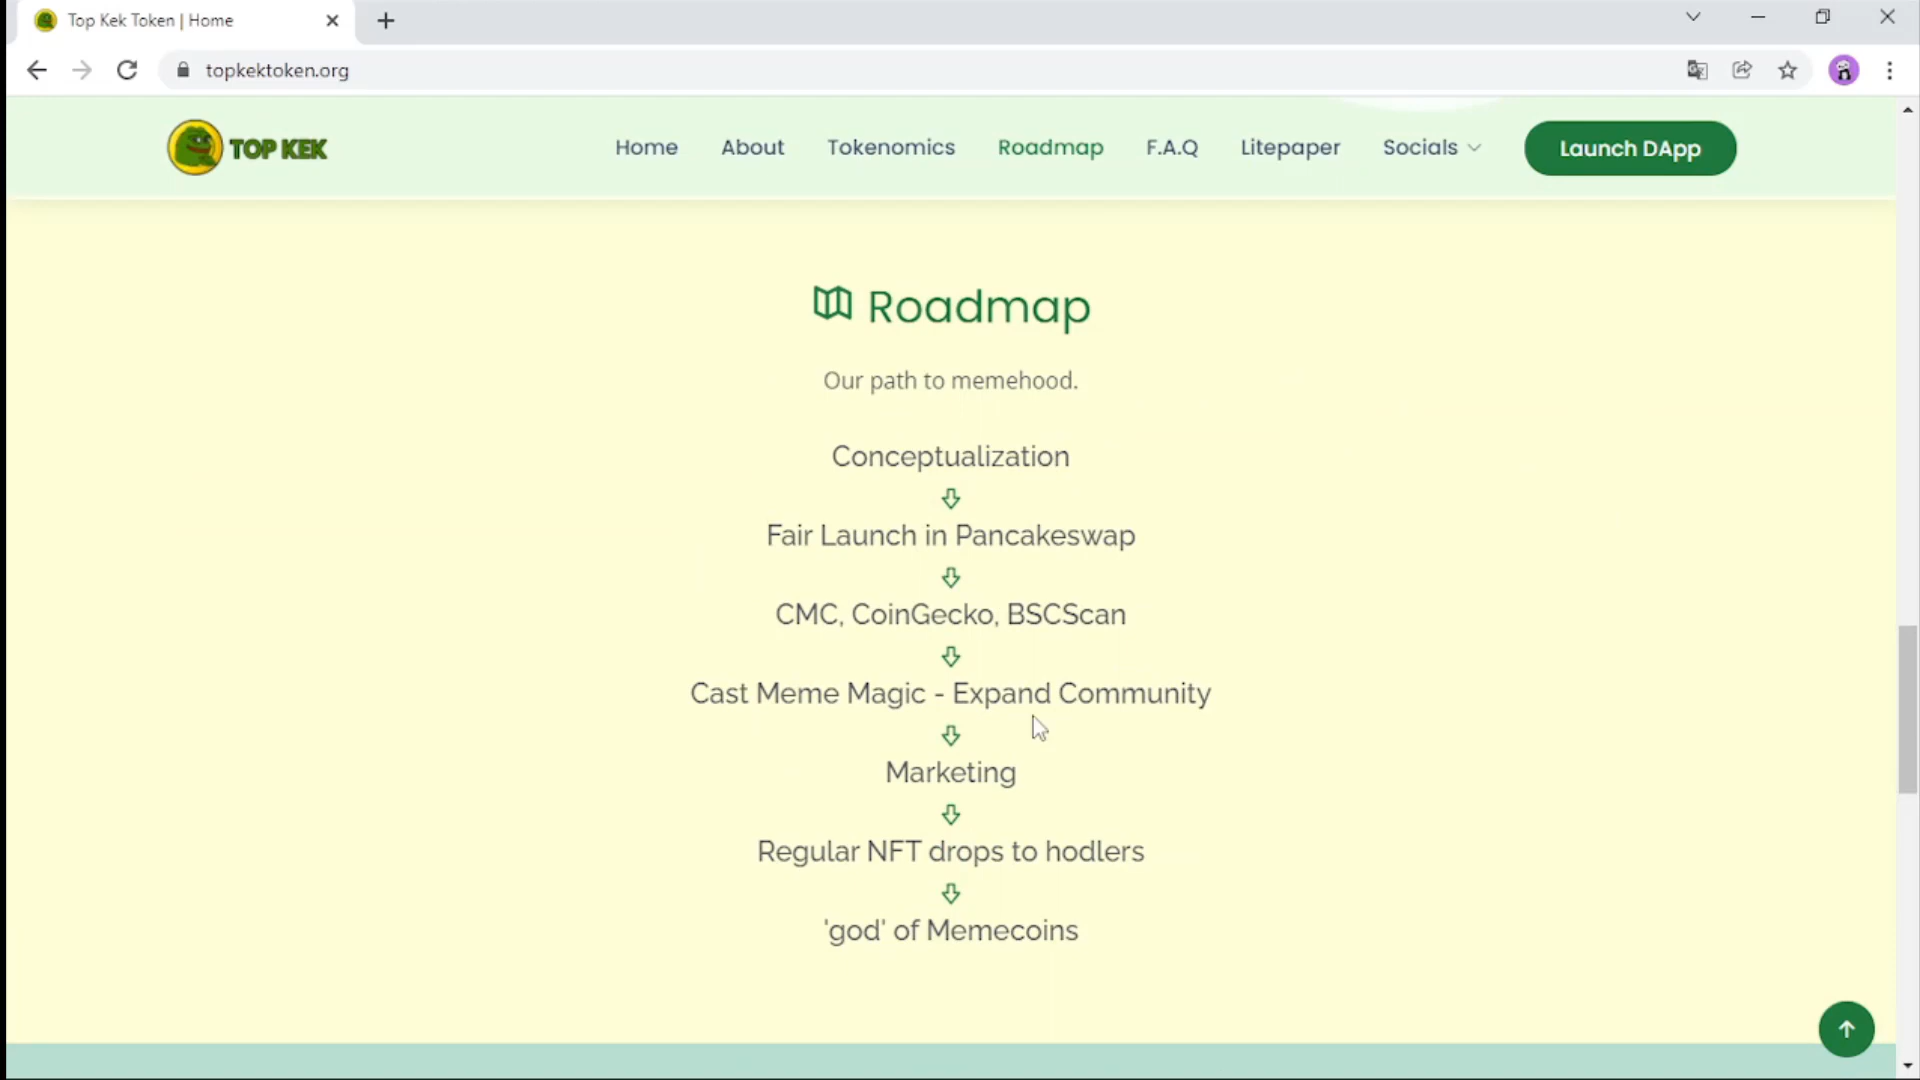 Top Kek Token | Home
topkektoken.org
TOP KEK
Home About Tokenomics Roadmap F.A.Q Litepaper Socials Launch DApp
Roadmap
Our path to memehood.
Conceptualization
Fair Launch in Pancakeswap
CMC, CoinGecko, BSCScan
Cast Meme Magic - Expand Community
Marketing
Regular NFT drops to hodlers
'god' of Memecoins